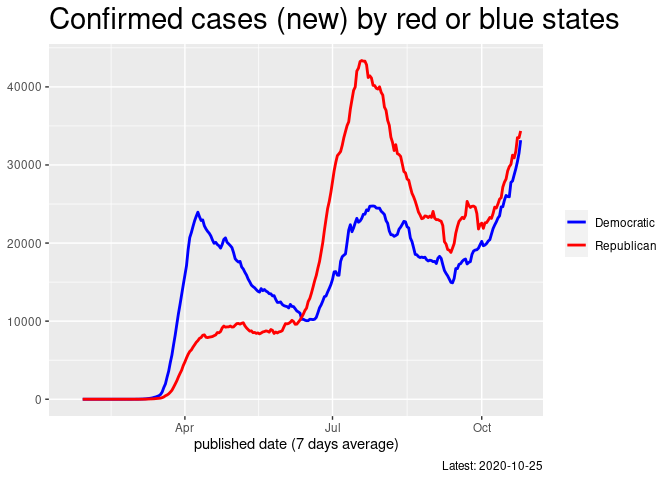 Confirmed cases (new) by red or blue states
40000
30000
20000
10000
0
Apr
Jul
Oct
published date (7 days average)
Democratic
Republican
Latest: 2020-10-25